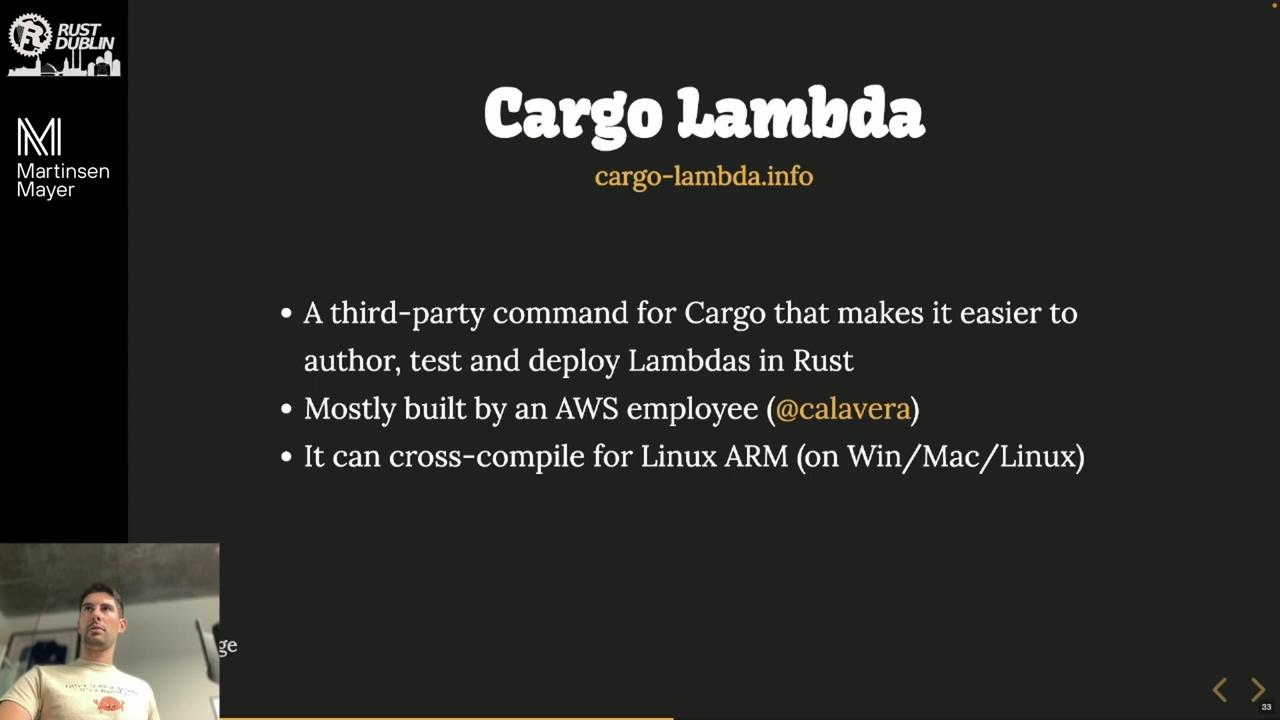 RUST
DUBLIN
Martinsen
Mayer
Cargo Lambda
cargo-lambda.info
• A third-party command for Cargo that makes it easier to
author, test and deploy Lambdas in Rust
• Mostly built by an AWS employee (@calavera)
• It can cross-compile for Linux ARM (on Win/Mac/Linux)
ge
33